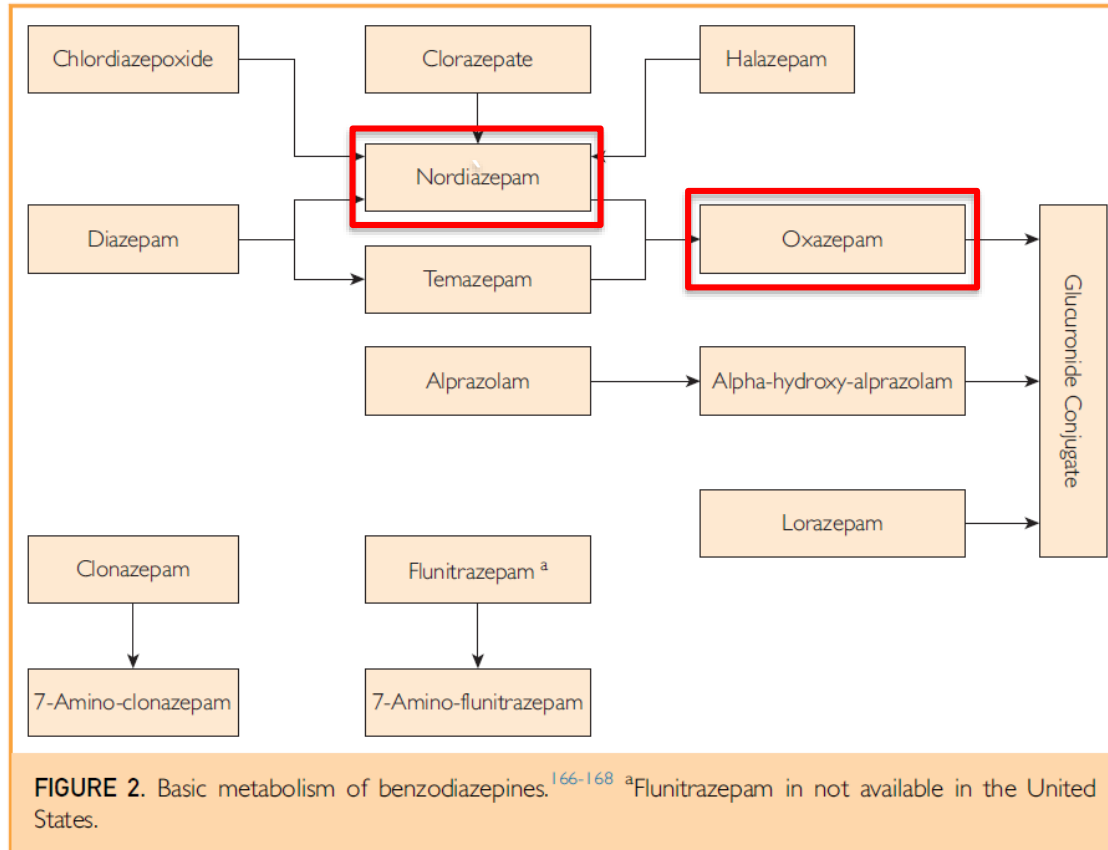 Chlordiazepoxide
Clorazepate
Halazepam
Nordiazepam
Diazepam
Oxazepam
Temazepam
Glucuronide Conjugate
Alprazolam
Alpha-hydroxy-alprazolam
Lorazepam
Clonazepam
Flunitrazepam a
7-Amino-clonazepam
7-Amino-flunitrazepam
FIGURE 2. Basic metabolism of benzodiazepines.166-168 aFlunitrazepam in not available in the United
States.